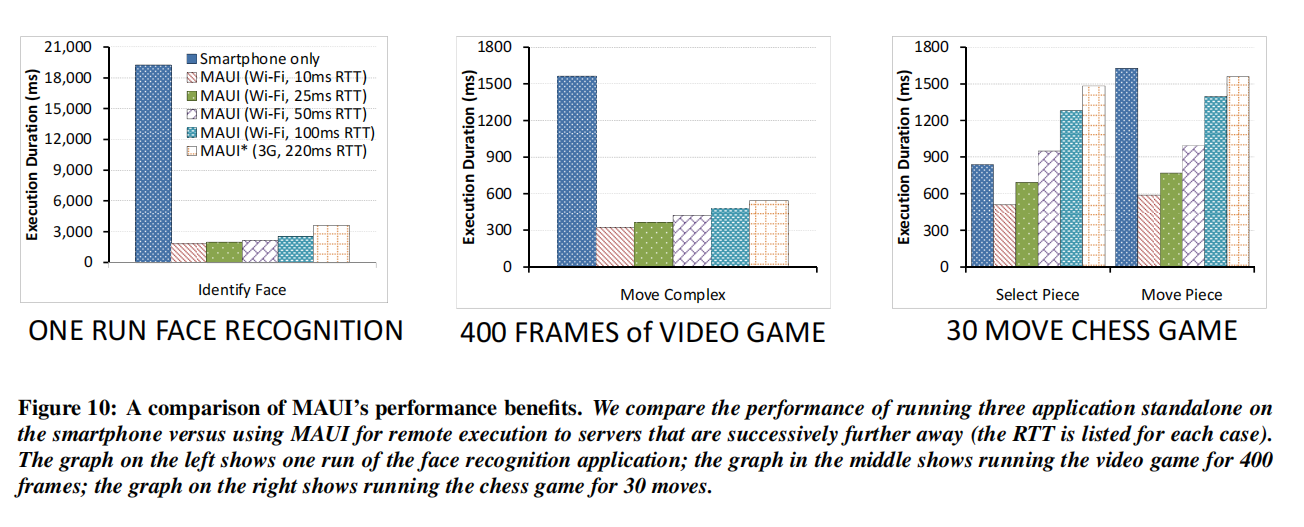 21,000
18,000
15,000
12,000
9,000
6,000
3,000
0
Execution Duration (ms)
Smartphone only
MAUI (Wi-Fi, 10ms RTT)
MAUI (Wi-Fi, 25ms RTT)
MAUI (Wi-Fi, 50ms RTT)
MAUI (Wi-Fi, 100ms RTT)
MAUI* (3G, 220ms RTT)
Identify Face
ONE RUN FACE RECOGNITION
1800
1500
1200
900
600
300
0
Execution Duration (ms)
Move Complex
400 FRAMES of VIDEO GAME
1800
1500
1200
900
600
300
0
Execution Duration (ms)
Select Piece
Move Piece
30 MOVE CHESS GAME
Figure 10: A comparison of MAUI's performance benefits. We compare the performance of running three application standalone on
the smartphone versus using MAUI for remote execution to servers that are successively further away (the RTT is listed for each case).
The graph on the left shows one run of the face recognition application; the graph in the middle shows running the video game for 400
frames; the graph on the right shows running the chess game for 30 moves.